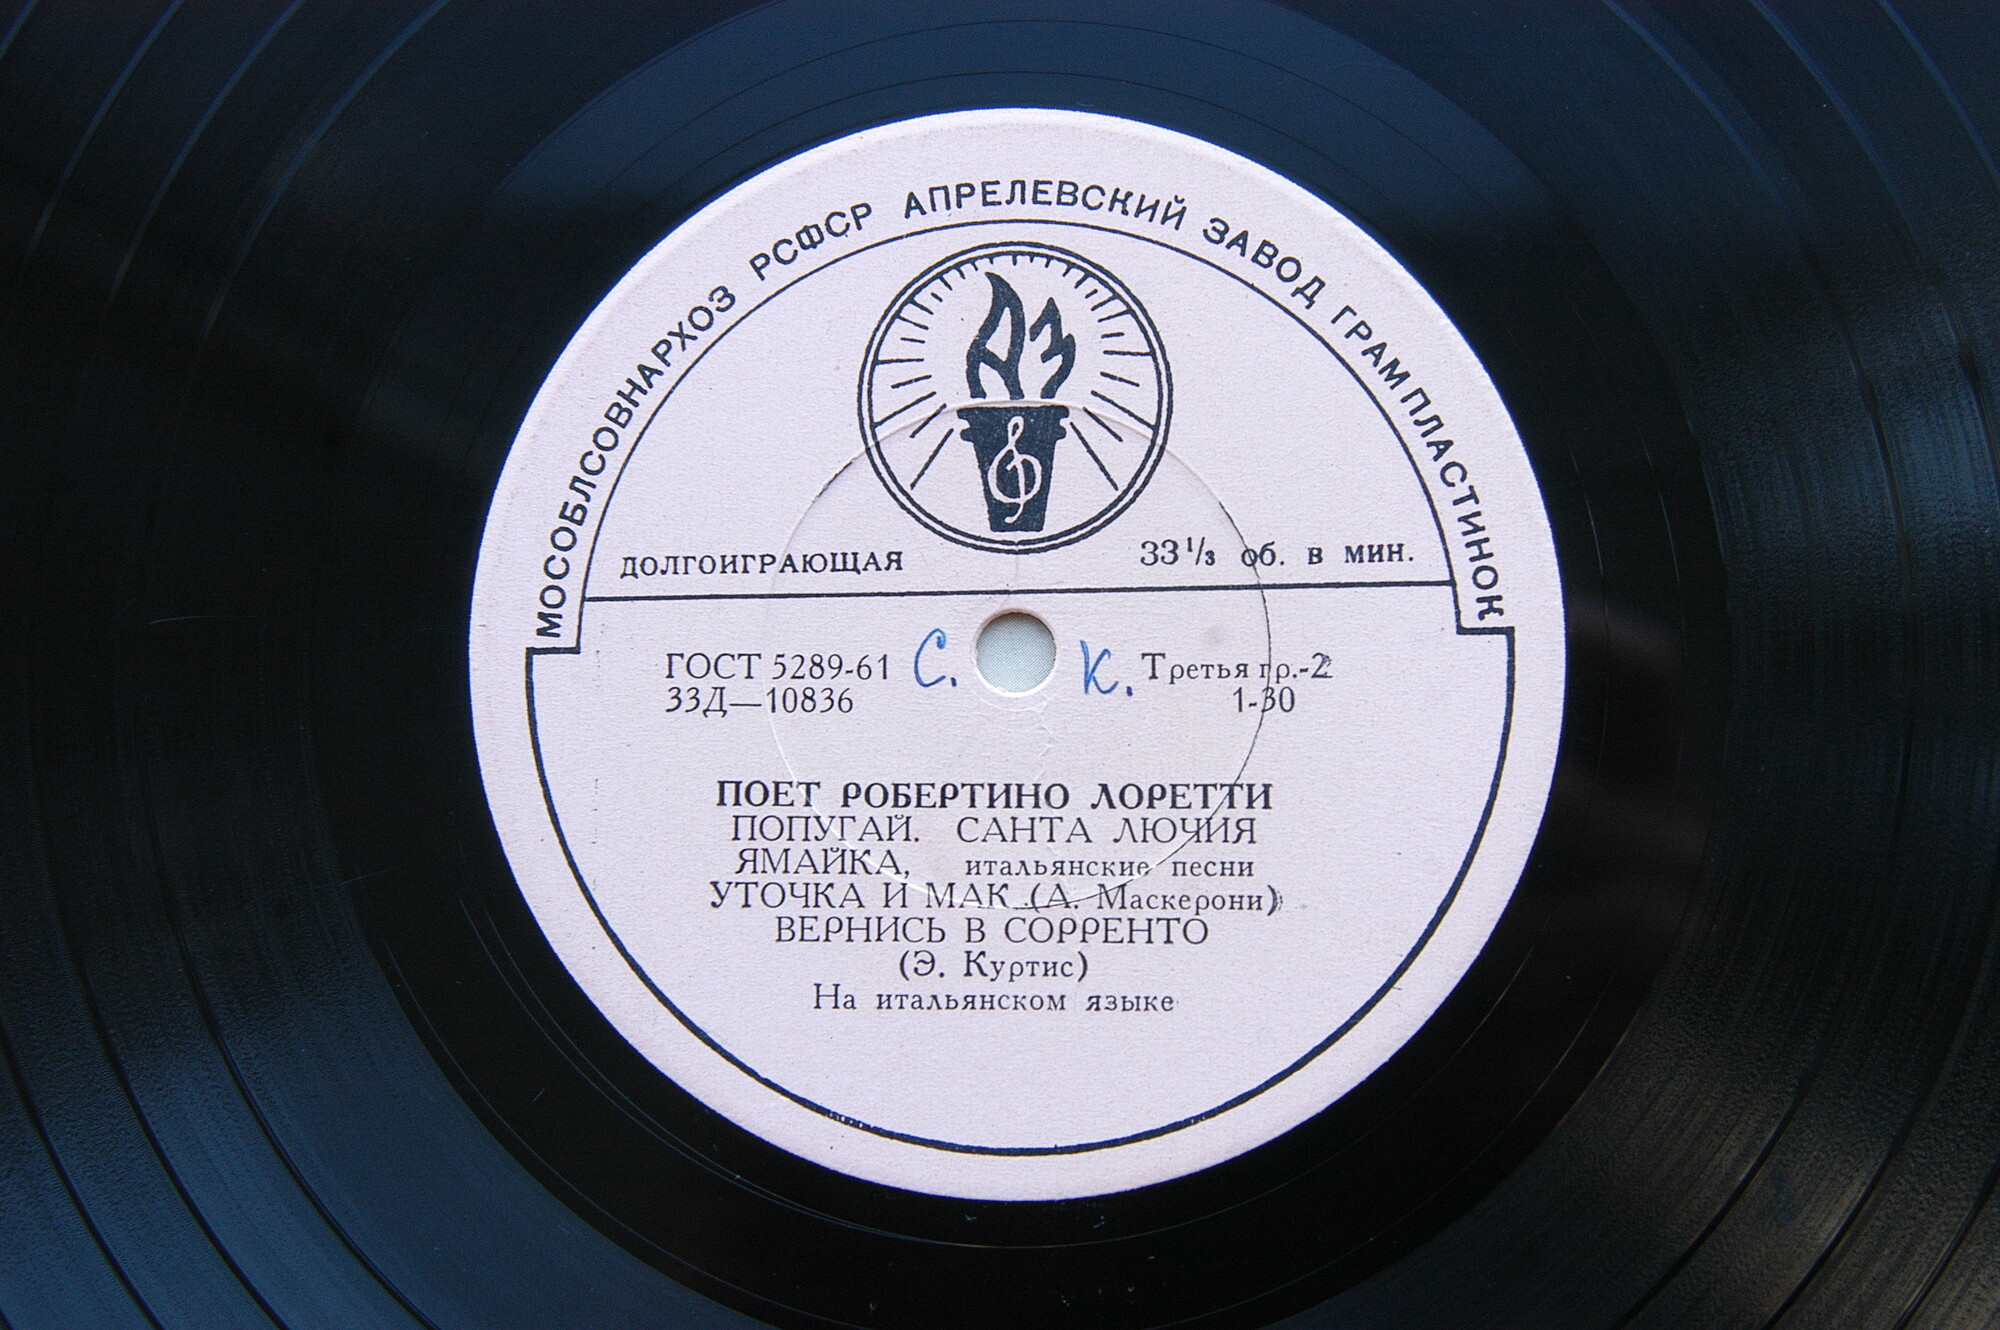 МОСОБЛСОВНАРХОЗ РСФСР АПРЕЛЕВСКИЙ ЗАВОД ГРАМПЛАСТИНОК
АЗ
ДОЛГОИГРАЮЩАЯ 33 1/3 об. в мин.
ГОСТ 5289-61 С. К. Третья гр.-2
33Д—10836 1-30
ПОЕТ РОБЕРТИНО ЛОРЕТТИ
ПОПУГАЙ. САНТА ЛЮЧИЯ
ЯМАЙКА, итальянские песни
УТОЧКА И МАК (А. Маскерони)
ВЕРНИСЬ В СОРРЕНТО
(Э. Куртис)
На итальянском языке